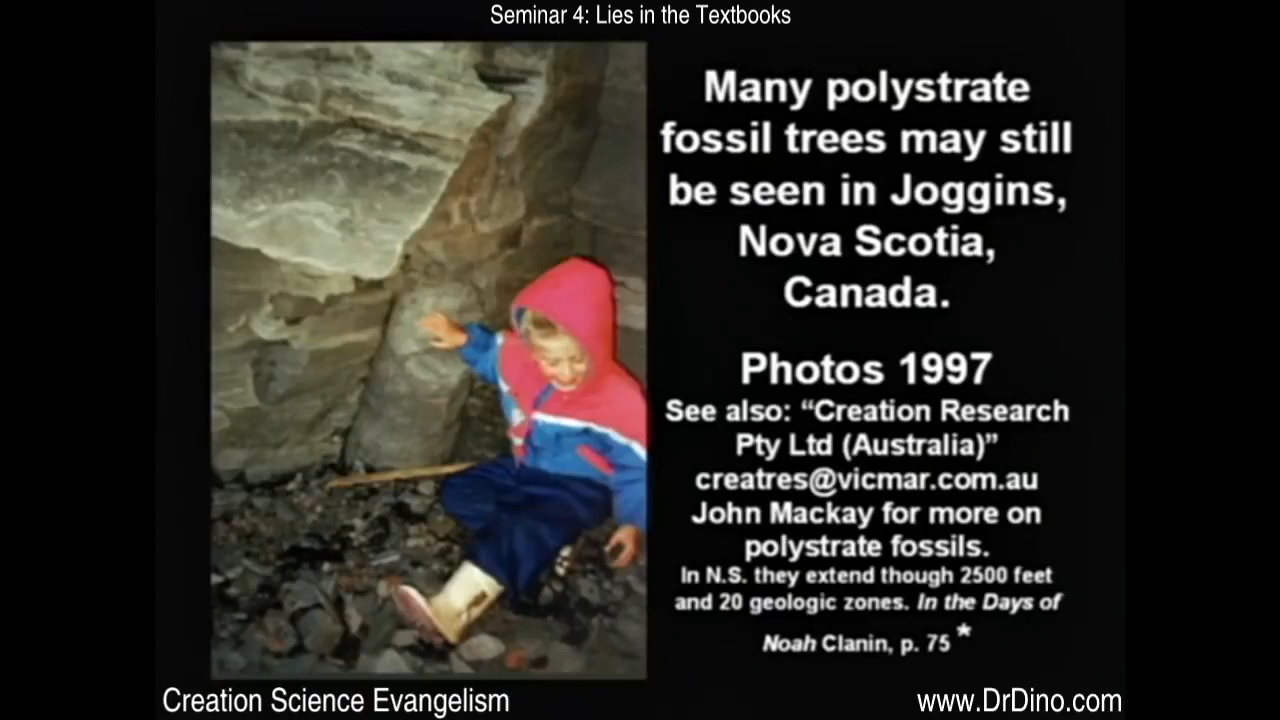 Seminar 4: Lies in the Textbooks
Many polystrate
fossil trees may still
be seen in Joggins,
Nova Scotia,
Canada.
Photos 1997
See also: “Creation Research
Pty Ltd (Australia)”
creatres@vicmar.com.au
John Mackay for more on
polystrate fossils.
In N.S. they extend though 2500 feet
and 20 geologic zones. In the Days of
Noah Clanin, p. 75 *
Creation Science Evangelism
www.DrDino.com